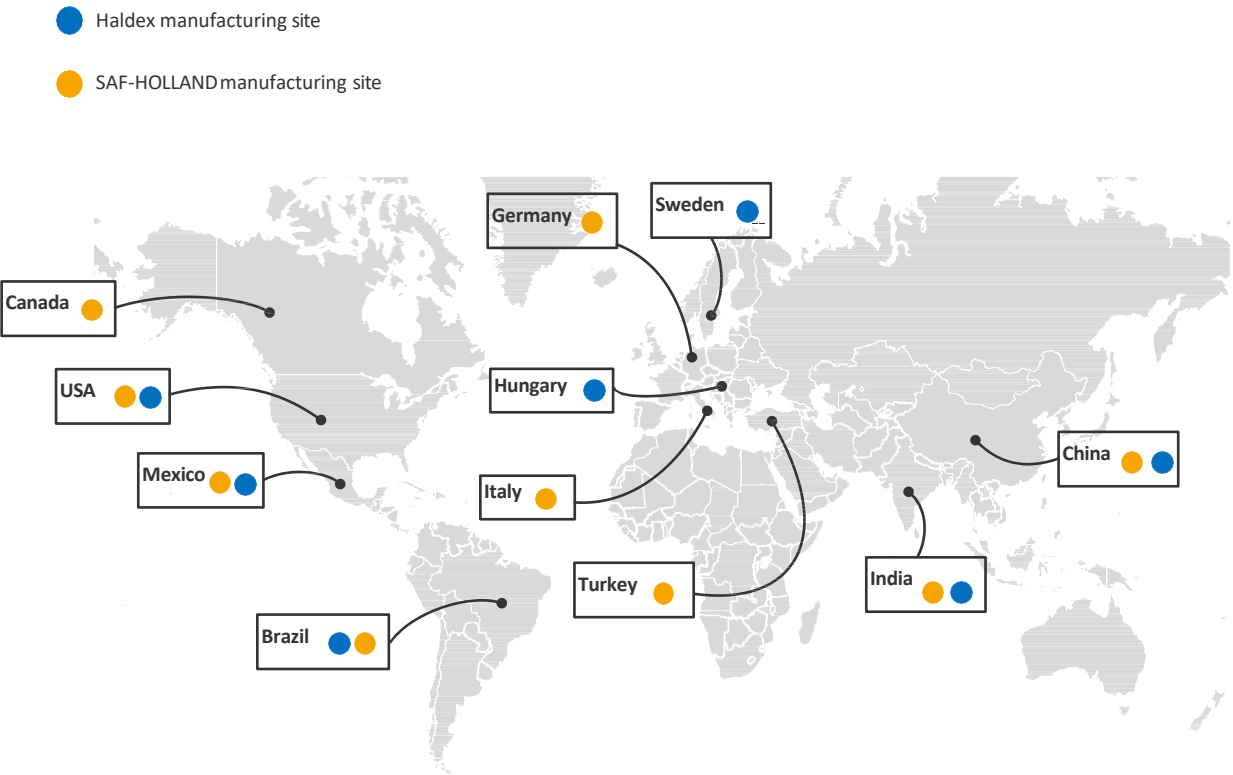 Haldex manufacturing site
SAF-HOLLAND manufacturing site
Germany
Sweden
Canada
USA
Hungary
Mexico
Italy
China
Turkey
India
Brazil